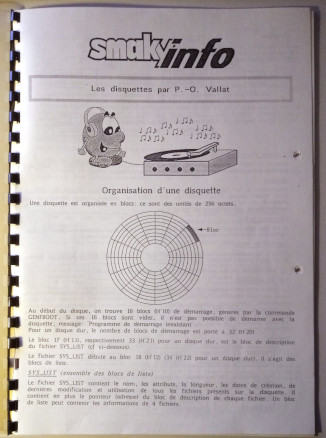 smaky info
Les disquettes par P.-O. Vallat
Organisation d'une disquette
Une disquette est organisée en blocs: ce sont des unités de 256 octets.
Bloc
Au début du disque, on trouve 16 blocs (H'10) de démarrage, générés par la commande
GENFBOOT. Si ces 16 blocs sont vides, il n'est pas possible de démarrer avec la
disquette, message: Programme de démarrage inexistant
Pour un disque dur, le nombre de blocs de démarrage est porté à 32 (H'20)
Le bloc 17 (H'11), respectivement 33 (H'21) pour un disque dur, est le bloc de description
du fichier SYS_LIST (cf ci-dessous).
Le fichier SYS_LIST débute au bloc 18 (H'12) (34 (H'22) pour un disque dur). Il s'agit des
blocs de liste.
SYS_LIST (ensemble des blocs de liste)
Le fichier SYS_LIST contient le nom, les attributs, la longueur, les dates de création, de
dernière modification et utilisation de tous les fichiers présents sur la disquette. Il
contient en plus le pointeur (adresse) du bloc de description de chaque fichier. Un bloc
de liste peut contenir les informations de 4 fichiers.